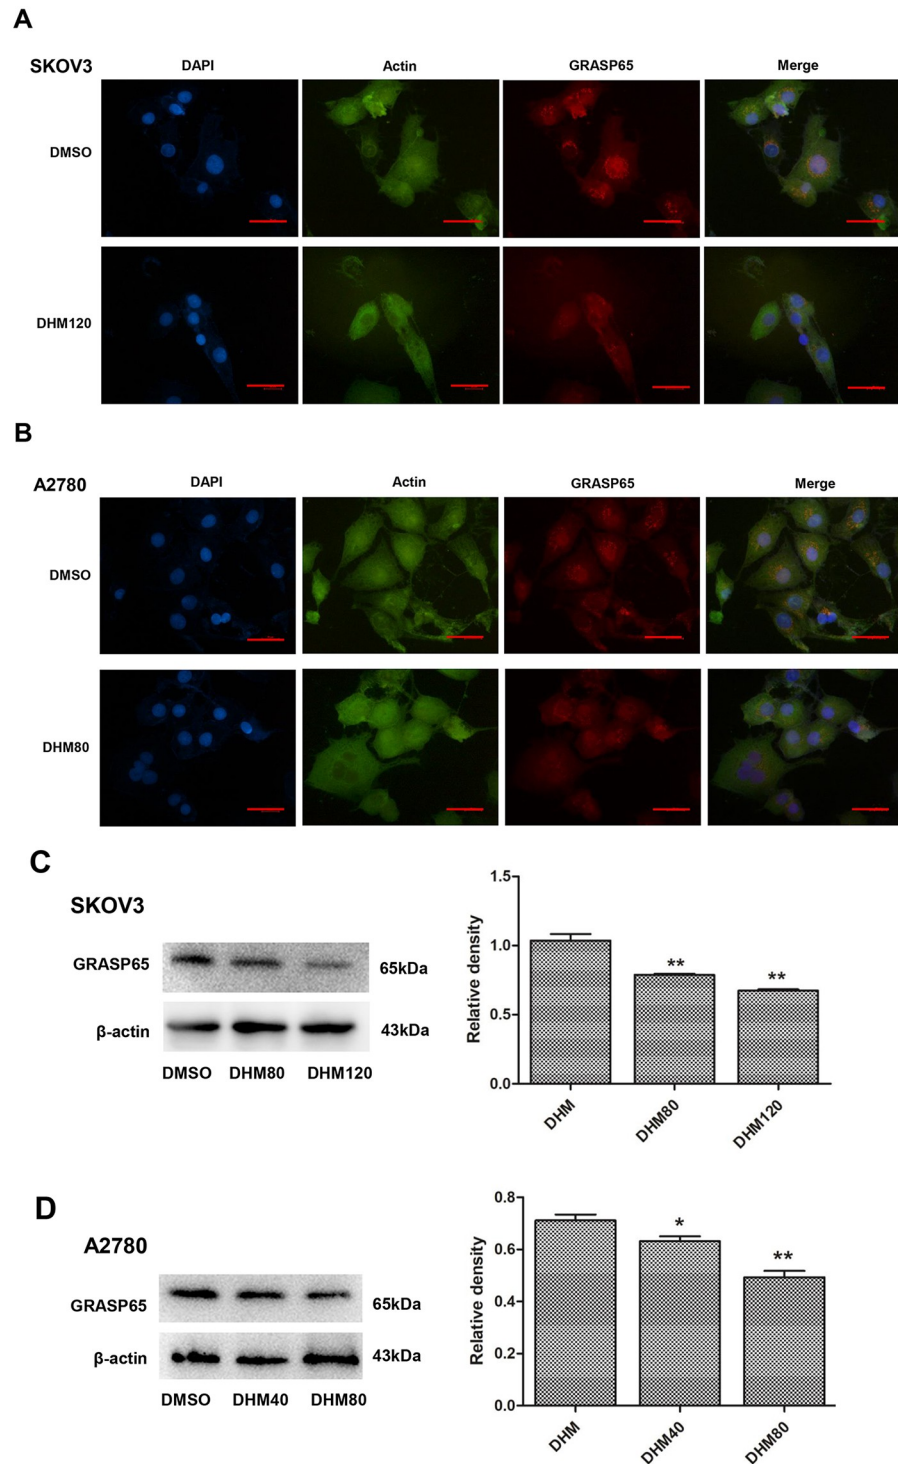 A
SKOV3 DAPI Actin GRASP65 Merge
DMSO
DHM120
B
A2780 DAPI Actin GRASP65 Merge
DMSO
DHM80
C
SKOV3
GRASP65 65kDa
β-actin 43kDa
DMSO DHM80 DHM120
Relative density
1.5
1.0
0.5
0.0
** **
DHM DHM80 DHM120
D
A2780
GRASP65 65kDa
β-actin 43kDa
DMSO DHM40 DHM80
Relative density
0.8
0.6
0.4
0.2
0.0
* **
DHM DHM40 DHM80